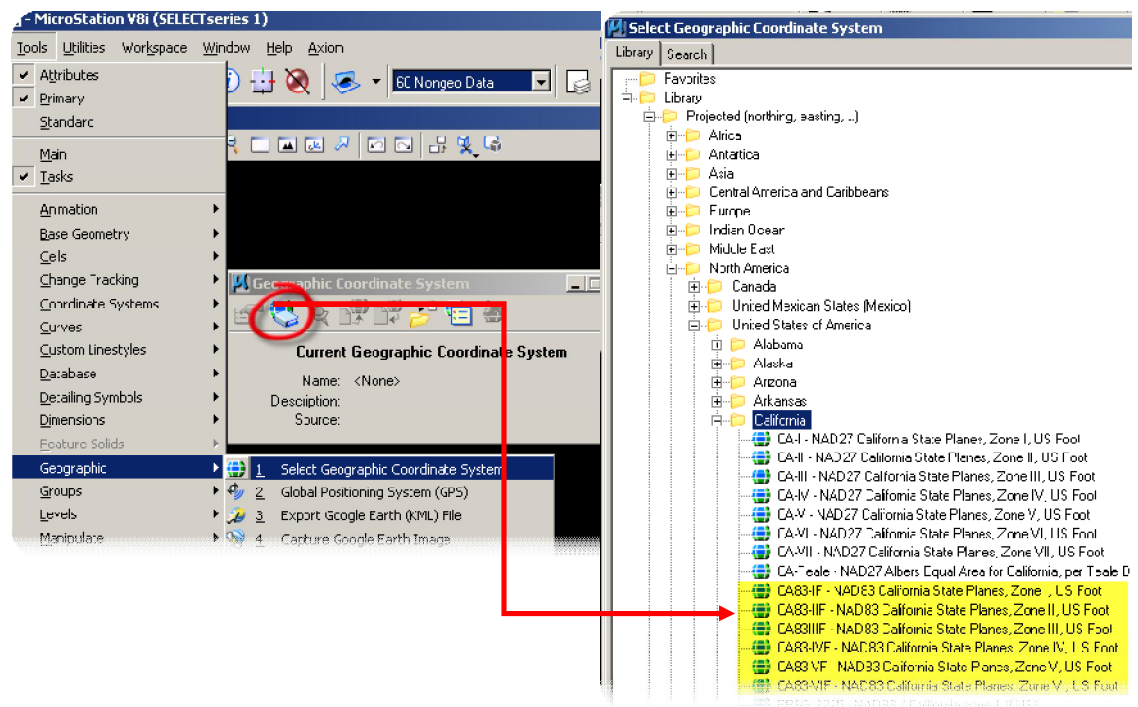 MicroStation V8i (SELECTseries 1)
Tools Utilities Workspace Window Help Axion
Attributes
Primary
Standard
Main
Tasks
Animation
Base Geometry
Cels
Change Tracking
Coordinate Systems
Curves
Custom Linestyles
Database
Detailing Symbols
Dimensions
Feature Solids
Geographic
Groups
Levels
Manipulate
6C Nongeo Data
Geographic Coordinate System
Current Geographic Coordinate System
Name: <None>
Description:
Source:
1 Select Geographic Coordinate System
2 Global Positioning System (GPS)
3 Export Google Earth (KML) File
4 Capture Google Earth Image
Select Geographic Coordinate System
Library Search
Favorites
Library
Projected (northing, easting, ..)
Africa
Antartica
Asia
Central America and Caribbeans
Europe
Indian Ocean
Middle East
North America
Canada
United Mexican States (Mexico)
United States of America
Alabama
Alaska
Arizona
Arkansas
California
CA-I - NAD27 California State Planes, Zone I, US Foot
CA-II - NAD27 California State Planes, Zone II, US Foot
CA-III - NAD27 California State Planes, Zone III, US Foot
CA-IV - NAD27 California State Planes, Zone IV, US Foot
CA-V - NAD27 California State Planes, Zone V, US Foot
CA-VI - NAD27 California State Planes, Zone VI, US Foot
CA-VII - NAD27 California State Planes, Zone VII, US Foot
CA-Teale - NAD27 Albers Equal Area for California, per Teale D
CA83-IF - NAD83 California State Planes, Zone I, US Foot
CA83-IIF - NAD83 California State Planes, Zone II, US Foot
CA83IIIF - NAD83 California State Planes, Zone III, US Foot
CA83-IVF - NAD83 California State Planes, Zone IV, US Foot
CA83-VF - NAD83 California State Planes, Zone V, US Foot
CA83-VIF - NAD83 California State Planes, Zone VI, US Foot